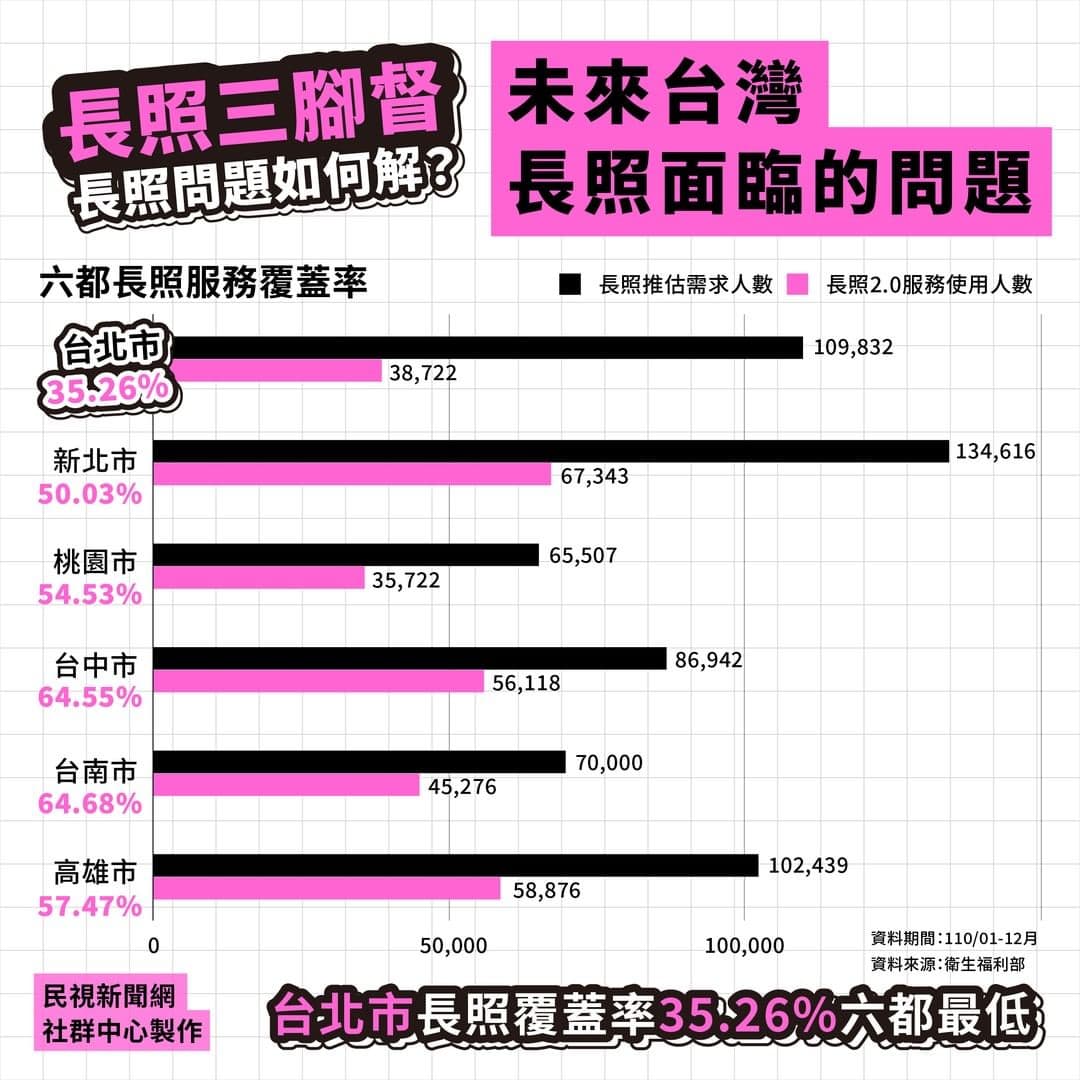 長照三腳督
長照問題如何解?
未來台灣
長照面臨的問題
六都長照服務覆蓋率
長照推估需求人數
長照2.0服務使用人數
台北市
35.26%
109,832
38,722
新北市
50.03%
134,616
67,343
桃園市
54.53%
65,507
35,722
台中市
64.55%
86,942
56,118
台南市
64.68%
70,000
45,276
高雄市
57.47%
102,439
58,876
0
50,000
100,000
資料期間:110/01-12月
資料來源:衛生福利部
民視新聞網
社群中心製作
台北市長照覆蓋率35.26%六都最低